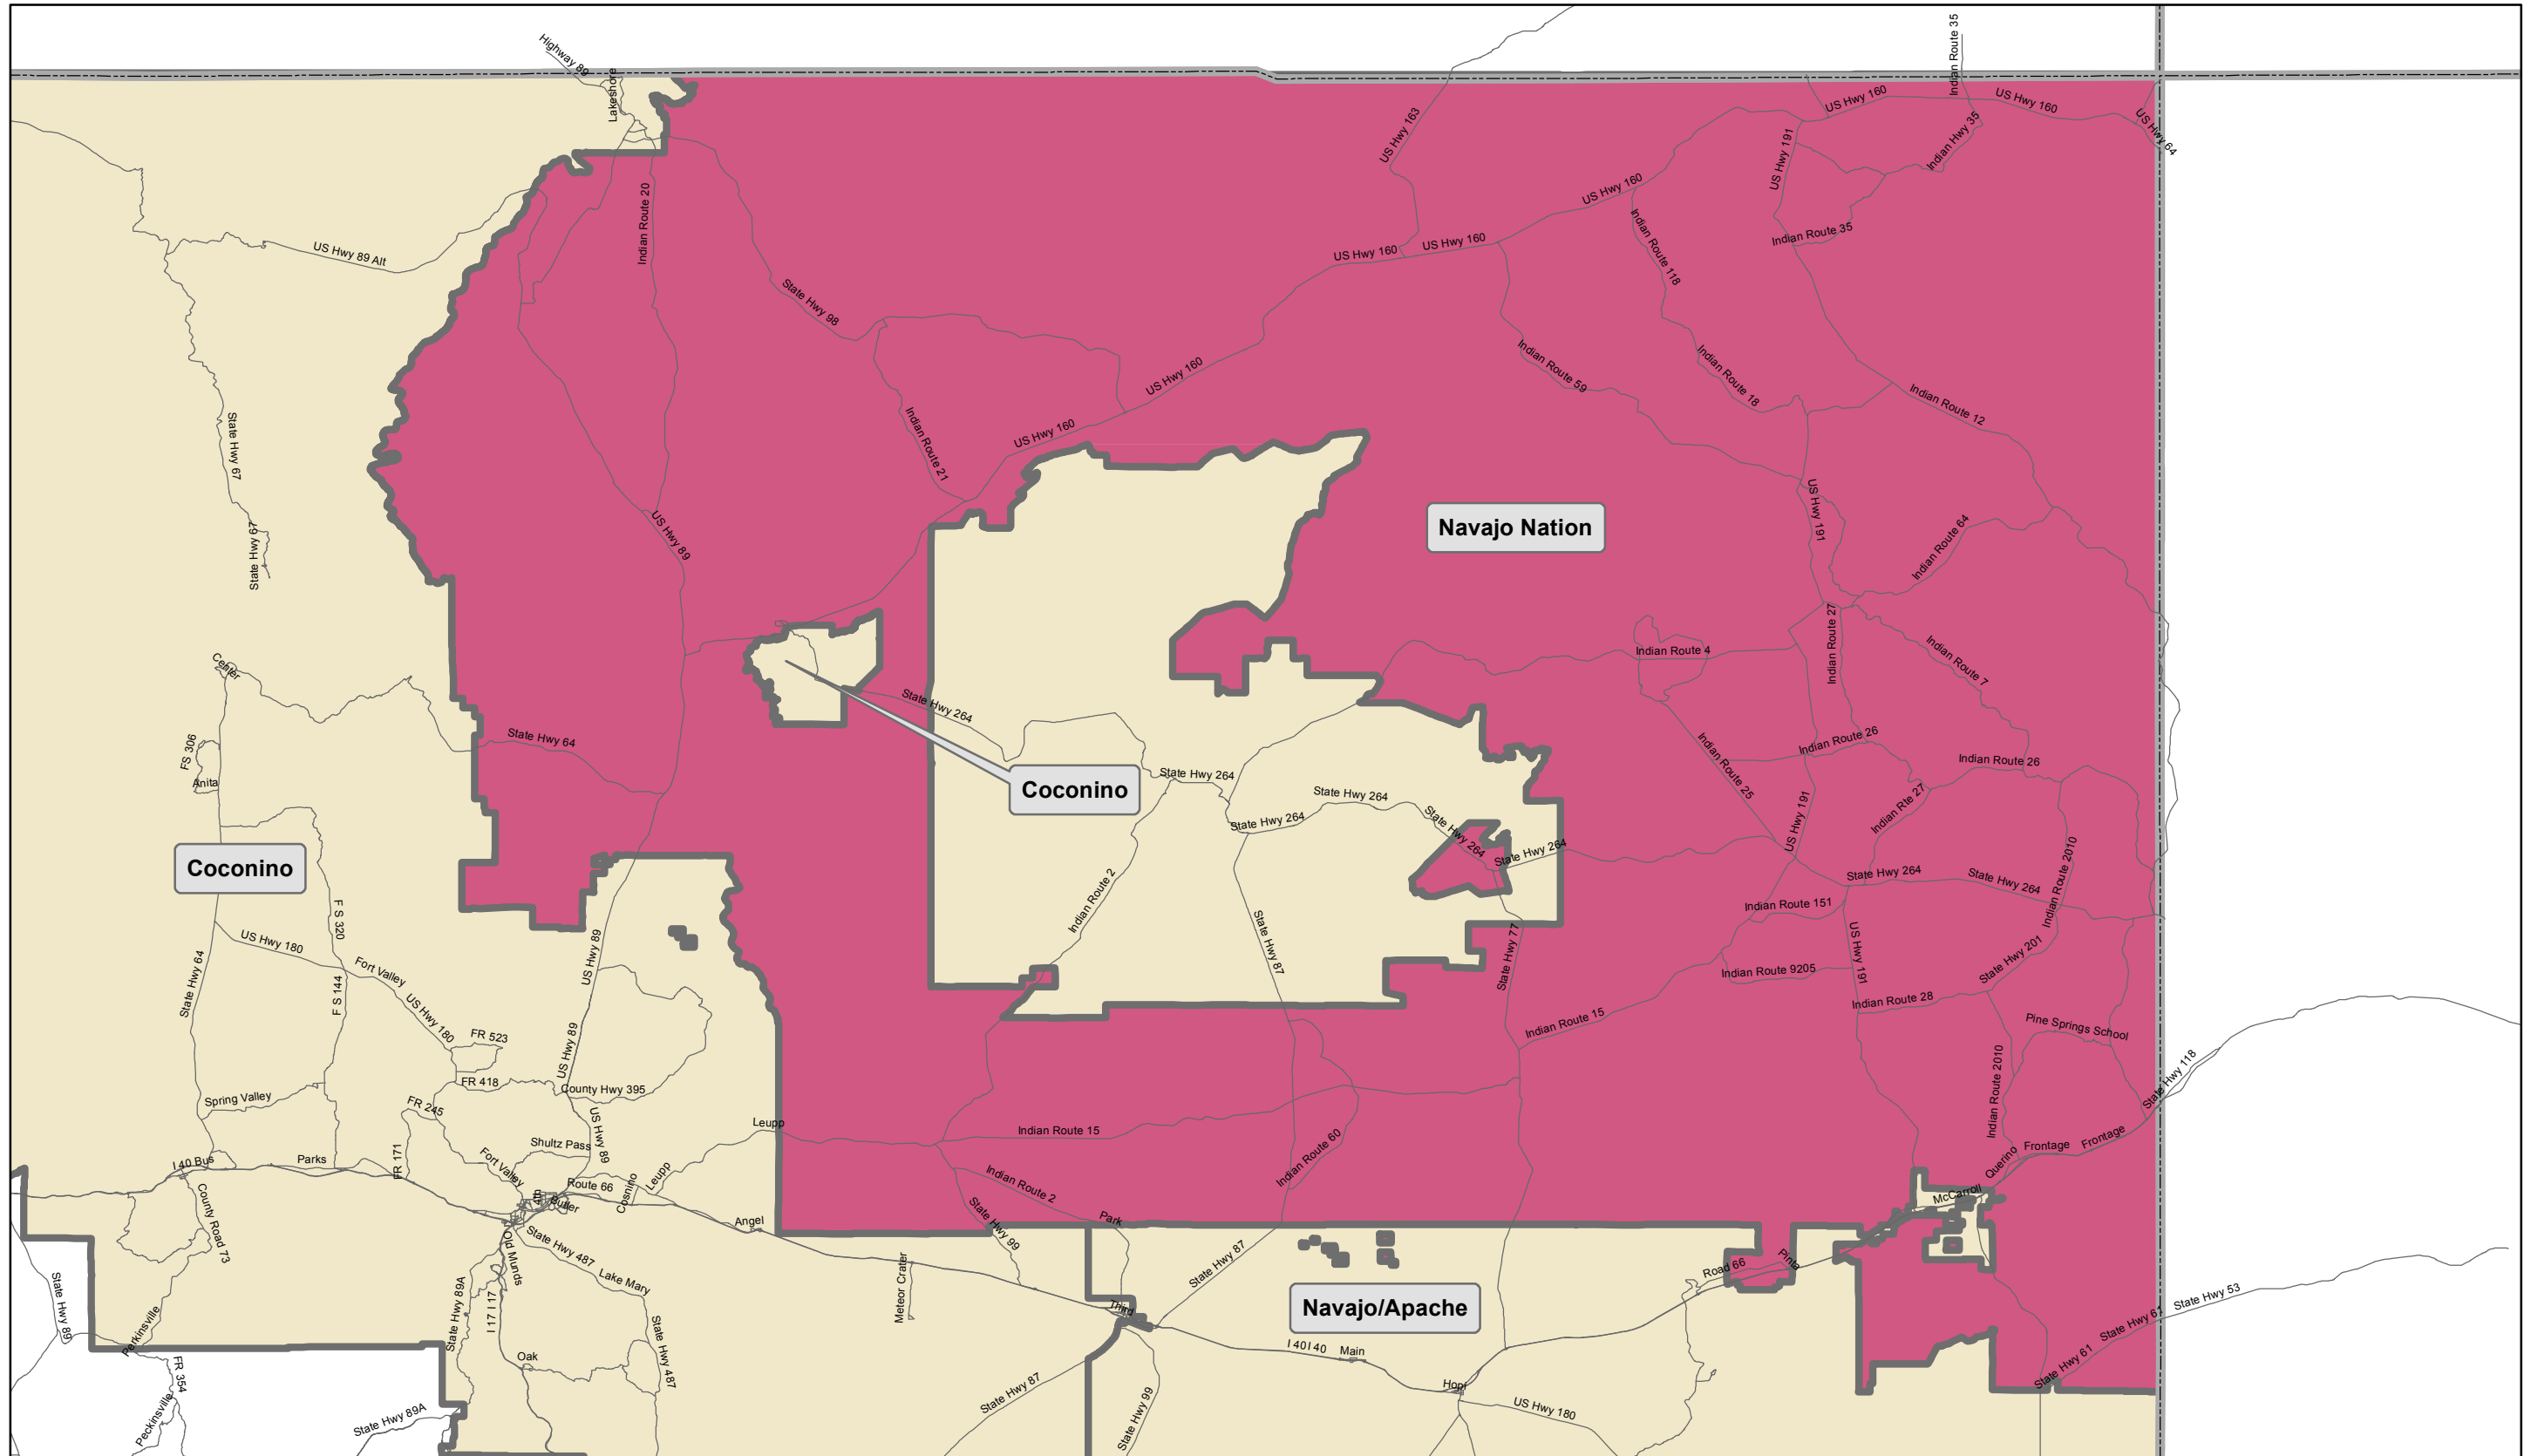 Highway 89
Lakeshore
Indian Route 35
US Hwy 160
US Hwy 160
US Hwy 64
US Hwy 163
US Hwy 191
Indian Hwy 35
US Hwy 160
Indian Route 20
Indian Route 118
Indian Route 35
US Hwy 89 Alt
US Hwy 160
US Hwy 160
State Hwy 98
Indian Route 59
US Hwy 160
Indian Route 18
Indian Route 12
State Hwy 67
Indian Route 21
US Hwy 160
State Hwy 67
US Hwy 89
Navajo Nation
US Hwy 191
Indian Route 64
Center
Indian Route 27
Indian Route 4
Indian Route 7
State Hwy 264
FS 306
State Hwy 64
Indian Route 26
Indian Route 26
Anita
Coconino
State Hwy 264
Indian Route 25
State Hwy 264
State Hwy 264
State Hwy 264
State Hwy 264
US Hwy 191
Indian Rte 27
Coconino
Indian Route 2010
State Hwy 264
State Hwy 264
Indian Route 2
F S 320
Indian Route 151
US Hwy 180
US Hwy 89
State Hwy 87
State Hwy 77
US Hwy 191
State Hwy 201
State Hwy 64
Fort Valley
F S 144
Indian Route 9205
US Hwy 180
Indian Route 28
Indian Route 15
FR 523
US Hwy 89
Pine Springs School
FR 418
County Hwy 395
Indian Route 2010
State Hwy 118
Spring Valley
FR 245
US Hwy 89
Leupp
Indian Route 15
Shultz Pass
Indian Route 60
Frontage
Frontage
I 40 Bus
Parks
FR 171
Fort Valley
Route 66
Cosnino
Leupp
Indian Route 2
Querino
McCarroll
County Road 73
4th
Butler
Angel
State Hwy 99
Park
Old Munds
State Hwy 487
Lake Mary
State Hwy 87
Road 66
Pinta
State Hwy 89
Meteor Crater
State Hwy 89A
I 17 I 17
Third
Navajo/Apache
State Hwy 53
State Hwy 61
Perkinsville
State Hwy 487
Oak
I 40 I 40
Main
FR 354
Hopi
State Hwy 61
State Hwy 87
State Hwy 99
US Hwy 180
Peckinsville
State Hwy 89A